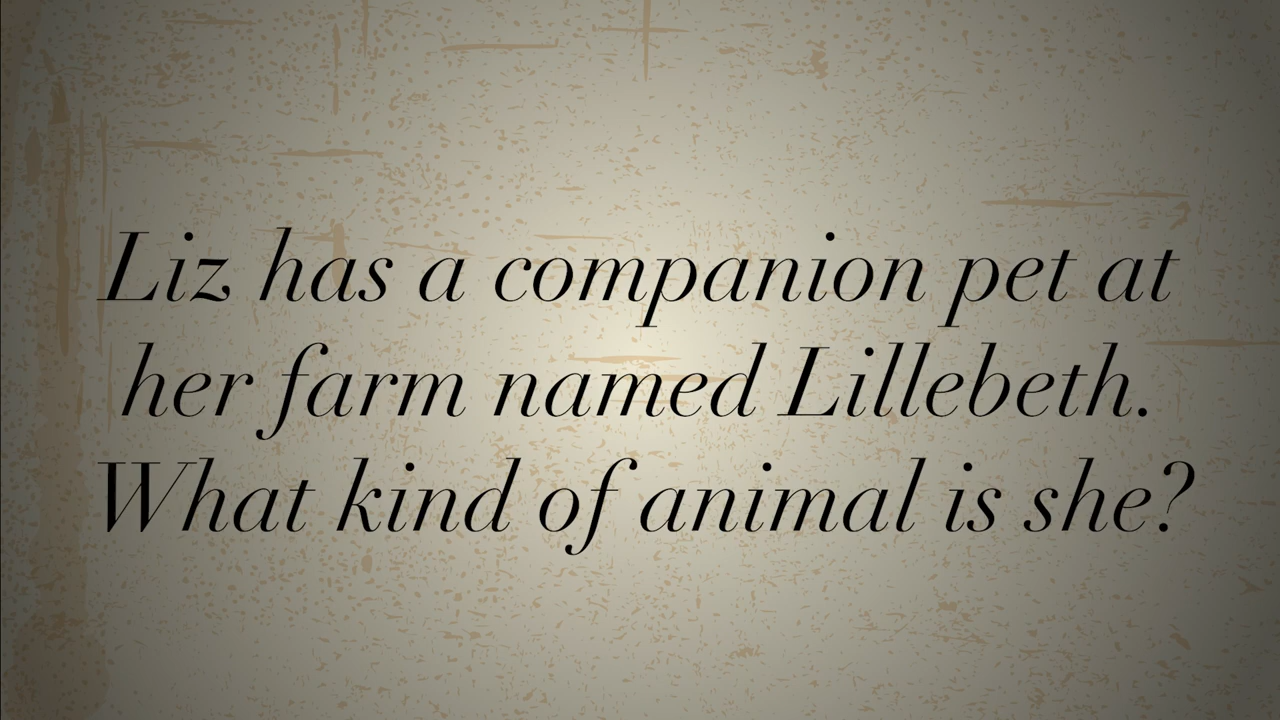 Liz has a companion pet at
her farm named Lillebeth.
What kind of animal is she?